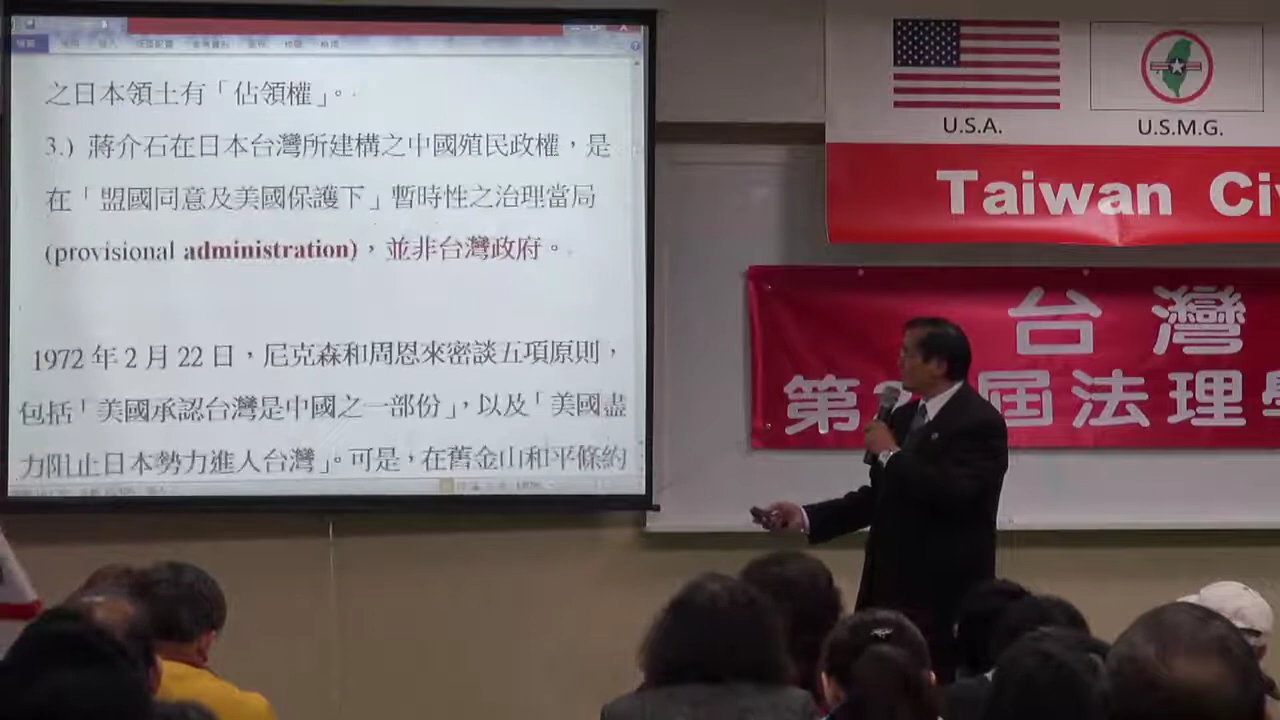 之日本領土有「佔領權」。
3.) 蔣介石在日本台灣所建構之中國殖民政權，是
在「盟國同意及美國保護下」暫時性之治理當局
(provisional administration)，並非台灣政府。
1972 年 2 月 22 日，尼克森和周恩來密談五項原則，
包括「美國承認台灣是中國之一部份」，以及「美國盡
力阻止日本勢力進入台灣」。可是，在舊金山和平條約
U.S.A.
U.S.M.G.
Taiwan Ci
台灣
第 屆法理學